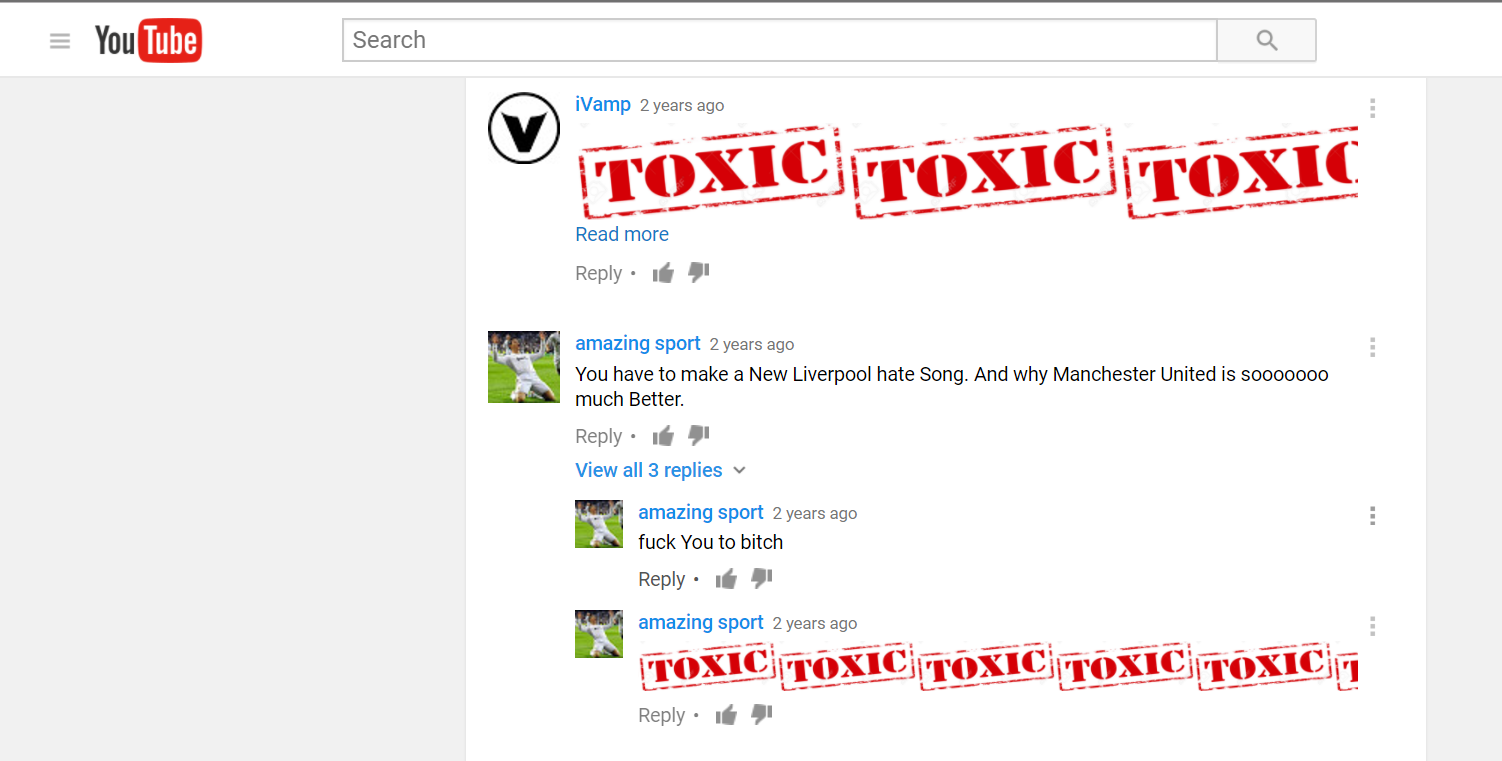 YouTube
Search
iVamp 2 years ago
TOXIC TOXIC TOXIC
Read more
Reply •
amazing sport 2 years ago
You have to make a New Liverpool hate Song. And why Manchester United is sooooooo
much Better.
Reply •
View all 3 replies
amazing sport 2 years ago
fuck You to bitch
Reply •
amazing sport 2 years ago
TOXIC TOXIC TOXIC TOXIC TOXIC
Reply •